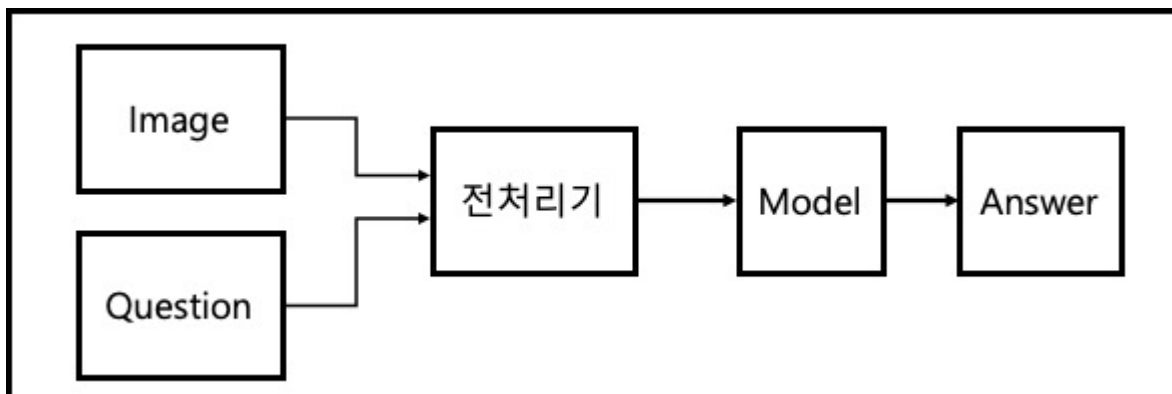 Image
Question
전처리기
Model
Answer